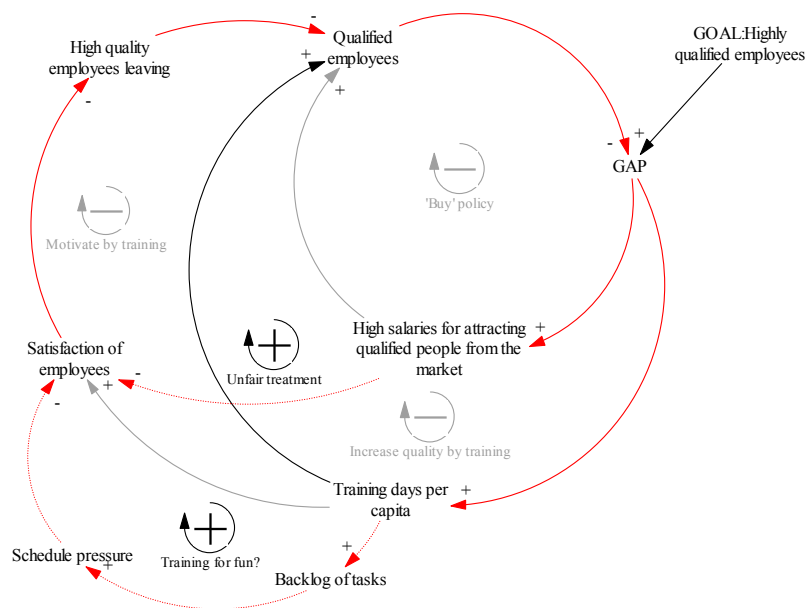 High quality
employees leaving
-
-
Qualified
employees
+
+
GOAL:Highly
qualified employees
+
-
GAP
Motivate by training
'Buy' policy
Satisfaction of
employees
+
-
-
Unfair treatment
High salaries for attracting
qualified people from the
market
+
Increase quality by training
Training days per
capita
+
Schedule pressure
+
Training for fun?
+
Backlog of tasks